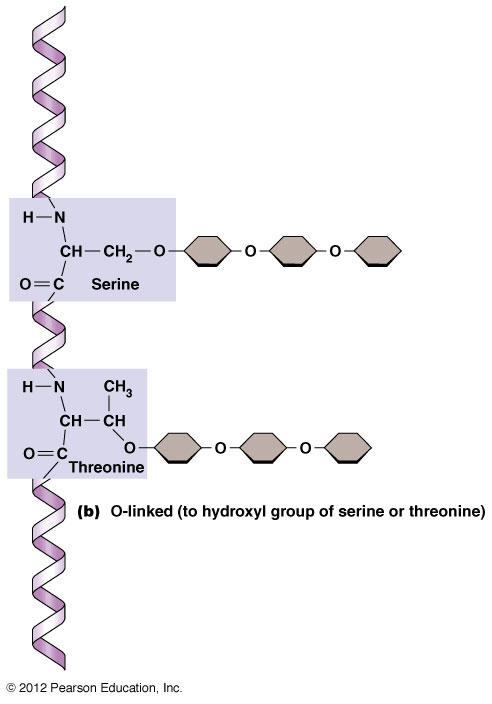 H—N
CH—CH₂—O
O
O
O=C
Serine
H—N
CH₃
CH—CH
O
O
O
O=C
Threonine
(b) O-linked (to hydroxyl group of serine or threonine)
© 2012 Pearson Education, Inc.